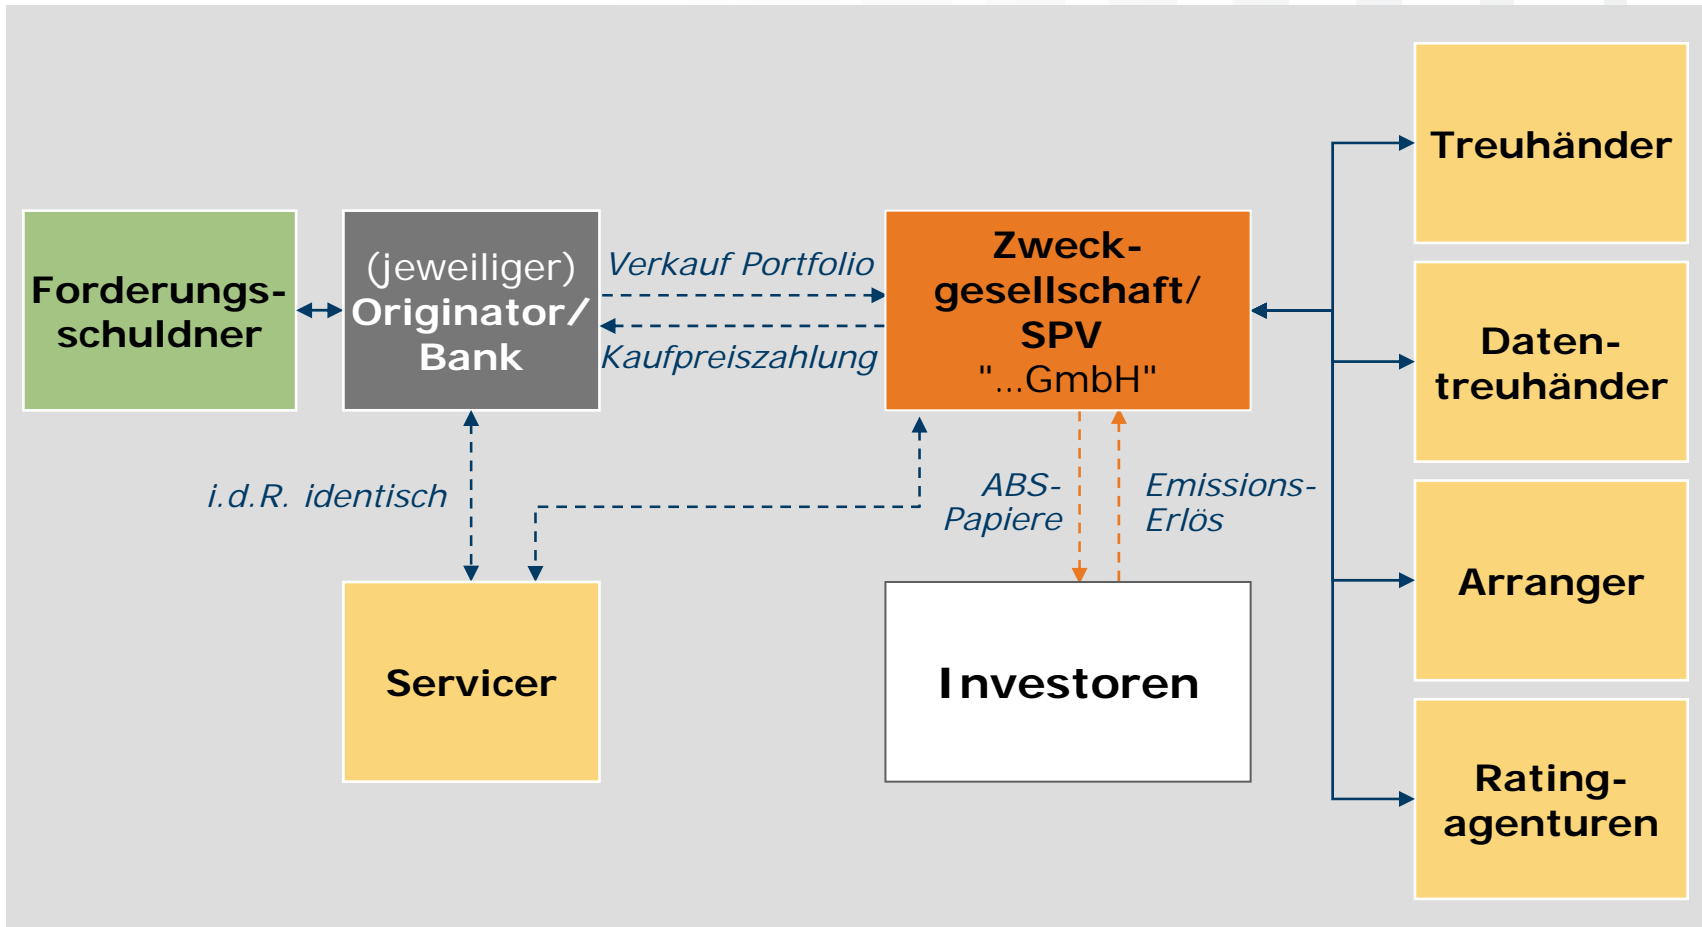 Forderungs-
schuldner
(jeweiliger)
Originator/
Bank
Verkauf Portfolio
Kaufpreiszahlung
Zweck-
gesellschaft/
SPV
"...GmbH"
Treuhänder
Daten-
treuhänder
Arranger
Rating-
agenturen
i.d.R. identisch
ABS-
Papiere
Emissions-
Erlös
Servicer
Investoren